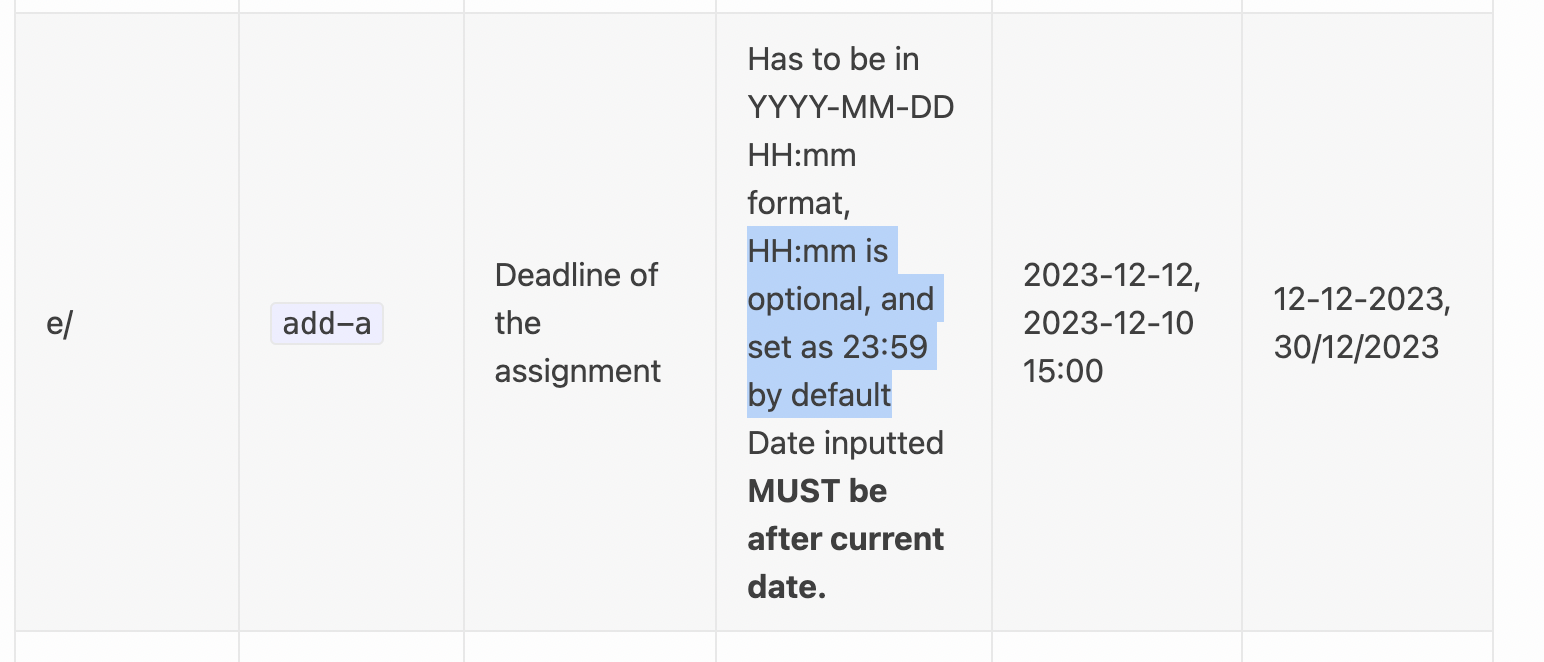 e/
add-a
Deadline of
the
assignment
Has to be in
YYYY-MM-DD
HH:mm
format,
HH:mm is
optional, and
set as 23:59
by default
Date inputted
MUST be
after current
date.
2023-12-12,
2023-12-10
15:00
12-12-2023,
30/12/2023